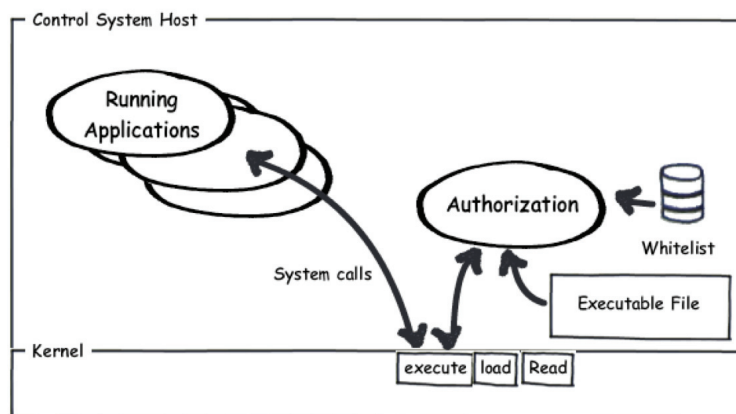 Control System Host
Running
Applications
Authorization
Whitelist
System calls
Executable File
Kernel
execute
load
Read